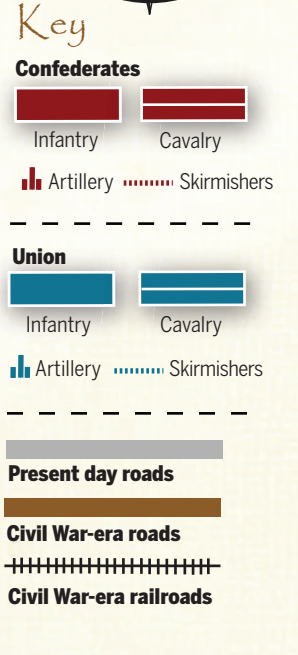 Key
Confederates
Infantry Cavalry
Artillery Skirmishers
Union
Infantry Cavalry
Artillery Skirmishers
Present day roads
Civil War-era roads
Civil War-era railroads